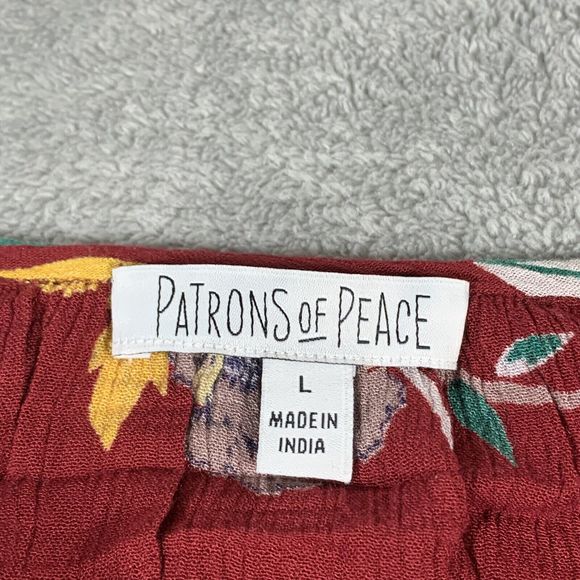 PATRONS OF PEACE
L
MADE IN
INDIA